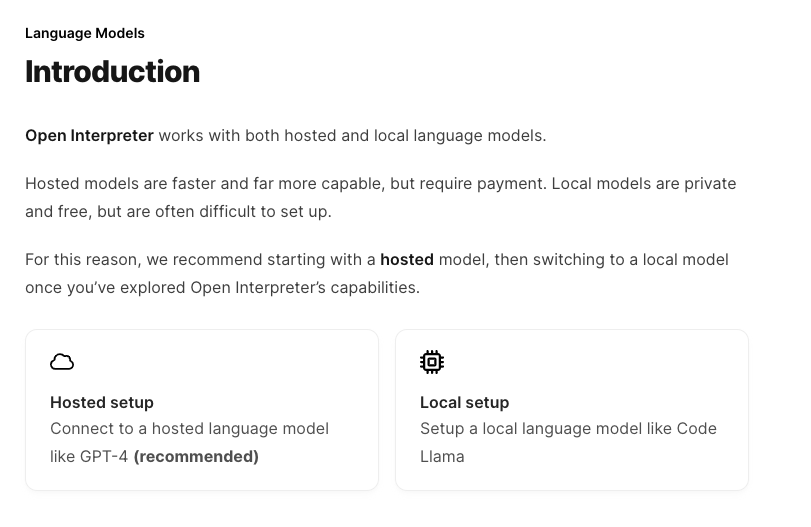 Language Models
Introduction
Open Interpreter works with both hosted and local language models.
Hosted models are faster and far more capable, but require payment. Local models are private
and free, but are often difficult to set up.
For this reason, we recommend starting with a hosted model, then switching to a local model
once you’ve explored Open Interpreter’s capabilities.
Hosted setup
Connect to a hosted language model
like GPT-4 (recommended)
Local setup
Setup a local language model like Code
Llama